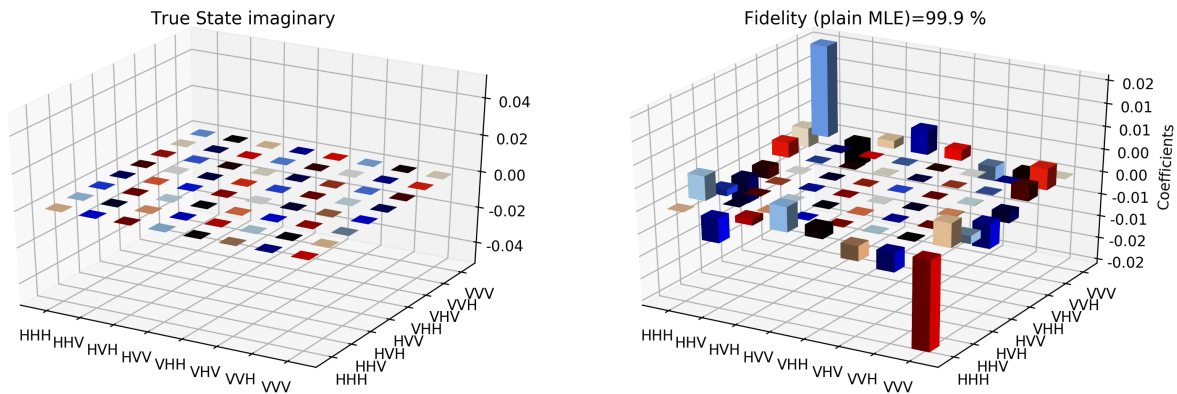 True State imaginary
0.04
0.02
0.00
-0.02
-0.04
HHH
HHV
HVH
HVV
VHH
VHV
VVH
VVV
HHH
HHV
HVH
HVV
VHH
VHV
VVH
VVV
Fidelity (plain MLE)=99.9 %
0.02
0.01
0.01
0.00
0.00
-0.01
-0.01
-0.02
-0.02
Coefficients
HHH
HHV
HVH
HVV
VHH
VHV
VVH
VVV
HHH
HHV
HVH
HVV
VHH
VHV
VVH
VVV